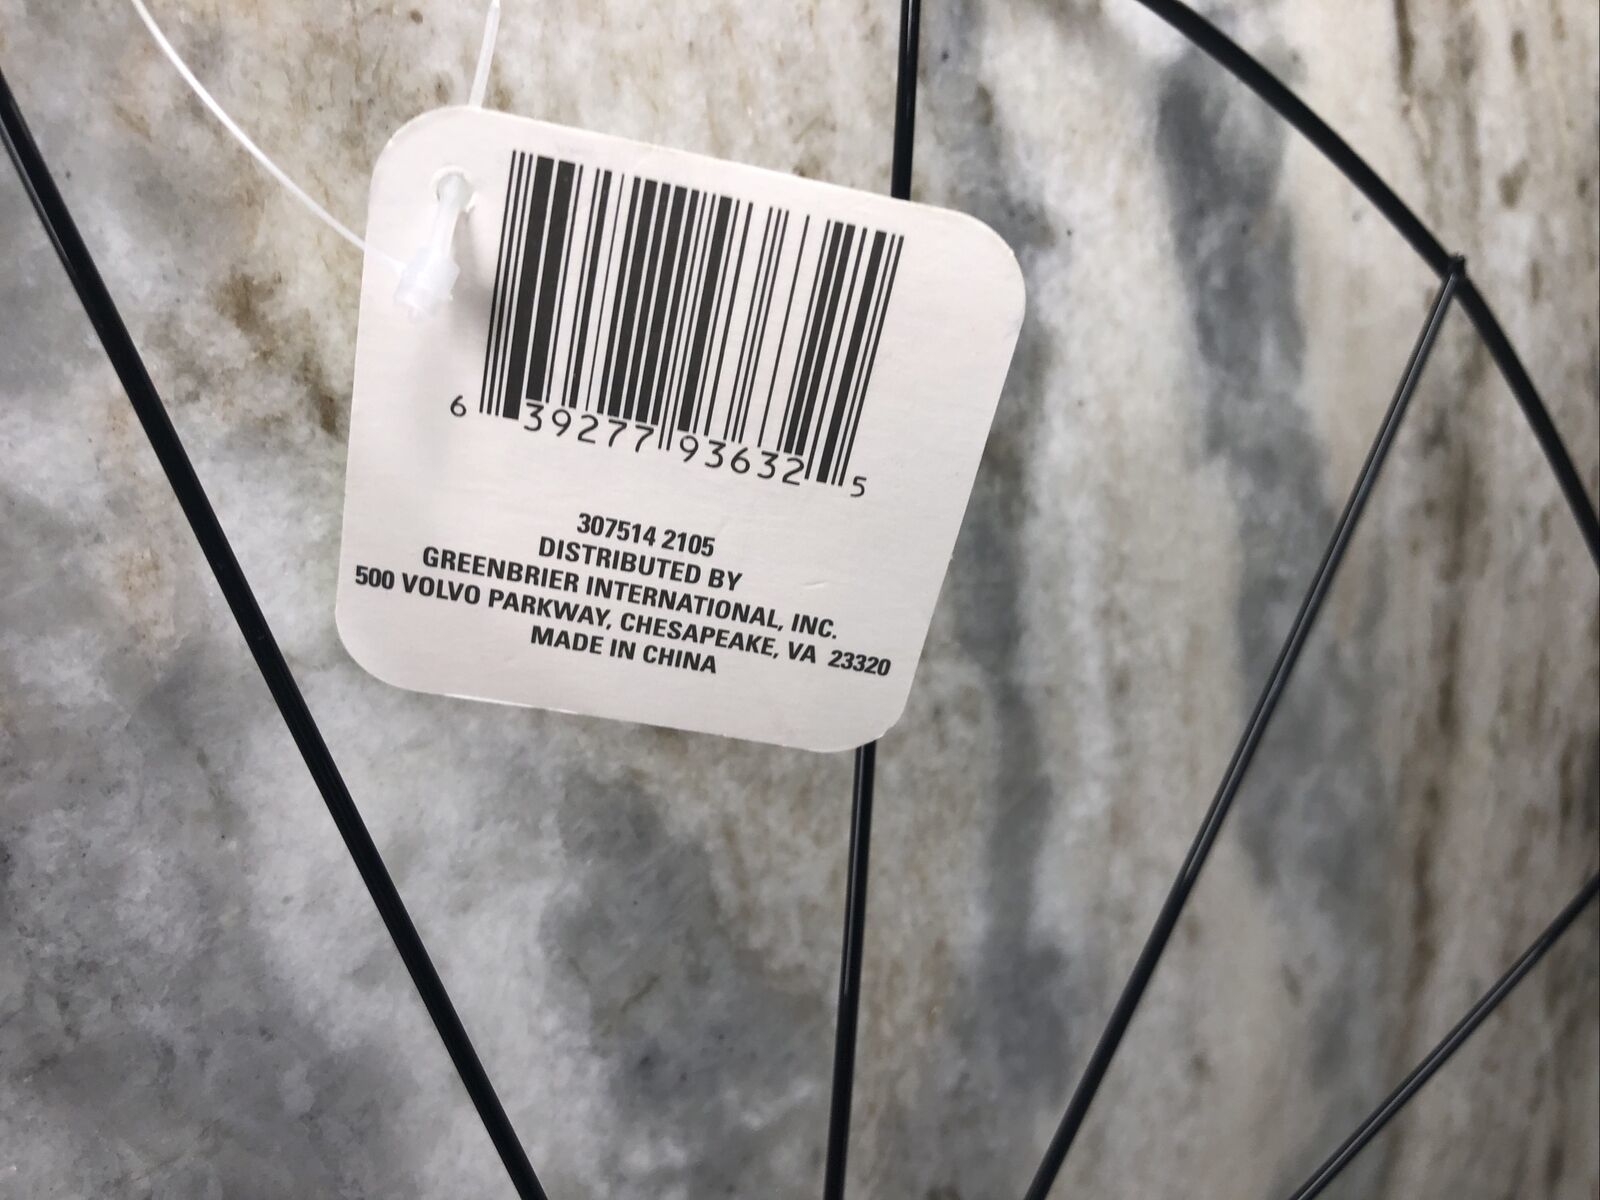 6 39277 93632 5
307514 2105
DISTRIBUTED BY
GREENBRIER INTERNATIONAL, INC.
500 VOLVO PARKWAY, CHESAPEAKE, VA 23320
MADE IN CHINA